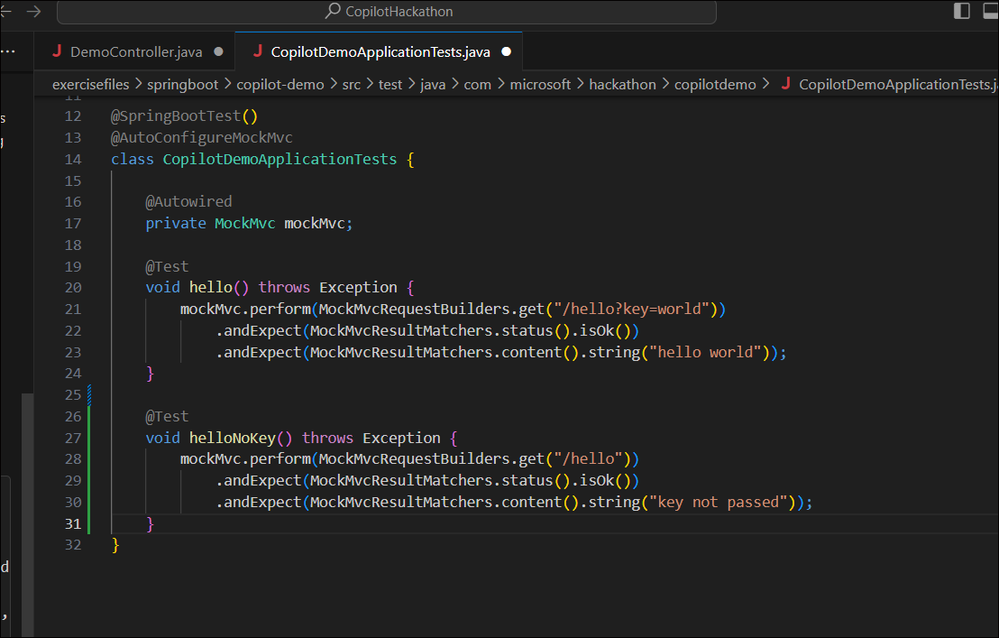 CopilotHackathon
... J DemoController.java ● J CopilotDemoApplicationTests.java ●
exercisefiles > springboot > copilot-demo > src > test > java > com > microsoft > hackathon > copilotdemo > J CopilotDemoApplicationTests.j
11
12 @SpringBootTest()
13 @AutoConfigureMockMvc
14 class CopilotDemoApplicationTests {
15
16 @Autowired
17 private MockMvc mockMvc;
18
19 @Test
20 void hello() throws Exception {
21 mockMvc.perform(MockMvcRequestBuilders.get("/hello?key=world"))
22 .andExpect(MockMvcResultMatchers.status().isOk())
23 .andExpect(MockMvcResultMatchers.content().string("hello world"));
24 }
25
26 @Test
27 void helloNoKey() throws Exception {
28 mockMvc.perform(MockMvcRequestBuilders.get("/hello"))
29 .andExpect(MockMvcResultMatchers.status().isOk())
30 .andExpect(MockMvcResultMatchers.content().string("key not passed"));
31 }
32 }